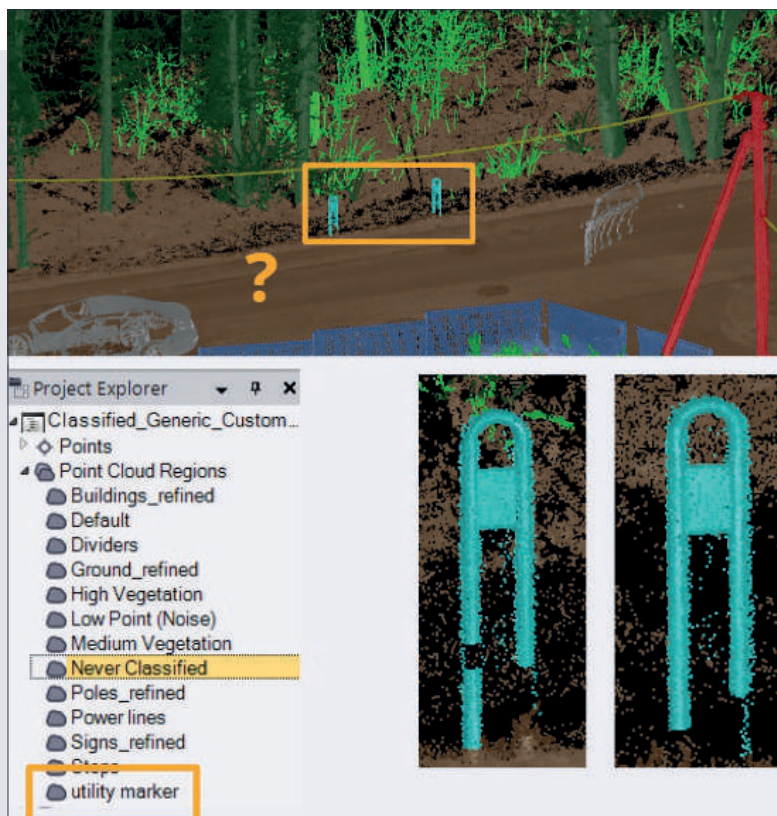 ?
Project Explorer
Classified_Generic_Custom...
Points
Point Cloud Regions
Buildings_refined
Default
Dividers
Ground_refined
High Vegetation
Low Point (Noise)
Medium Vegetation
Never Classified
Poles_refined
Power lines
Signs_refined
Stops
utility marker